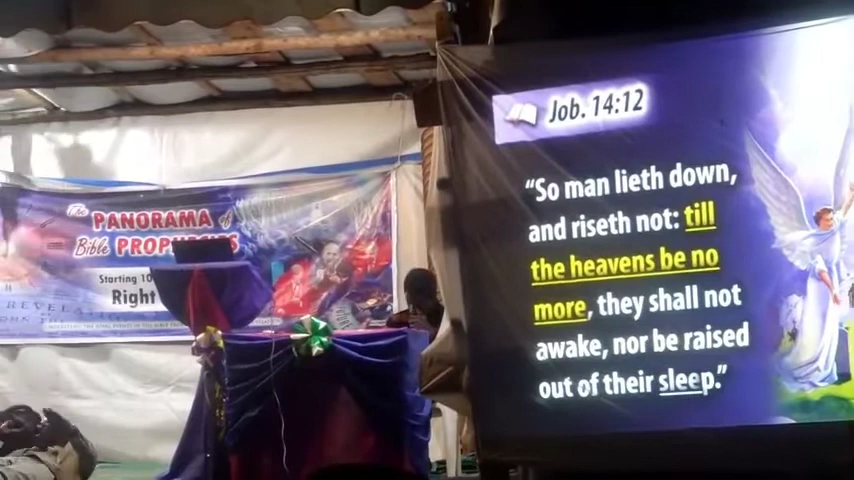 The PANORAMA of
Bible PROPHECIES
Starting 10
Right
REVEL
Job. 14:12
“So man lieth down,
and riseth not: till
the heavens be no
more, they shall not
awake, nor be raised
out of their sleep.”